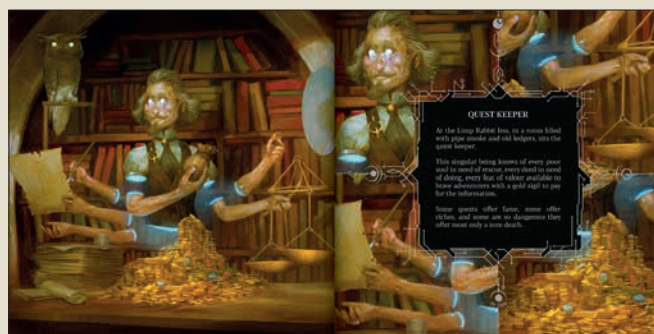 QUEST KEEPER
At the Limp Rabbit Inn, in a room filled
with pipe smoke and old ledgers, sits the
quest keeper.
This singular being knows of every poor
soul in need of rescue, every deed in need
of doing, every feat of valour available to
brave adventurers with a gold sigil to pay
for the information.
Some quests offer fame, some offer
riches, and some are so dangerous they
offer most only a sore death.